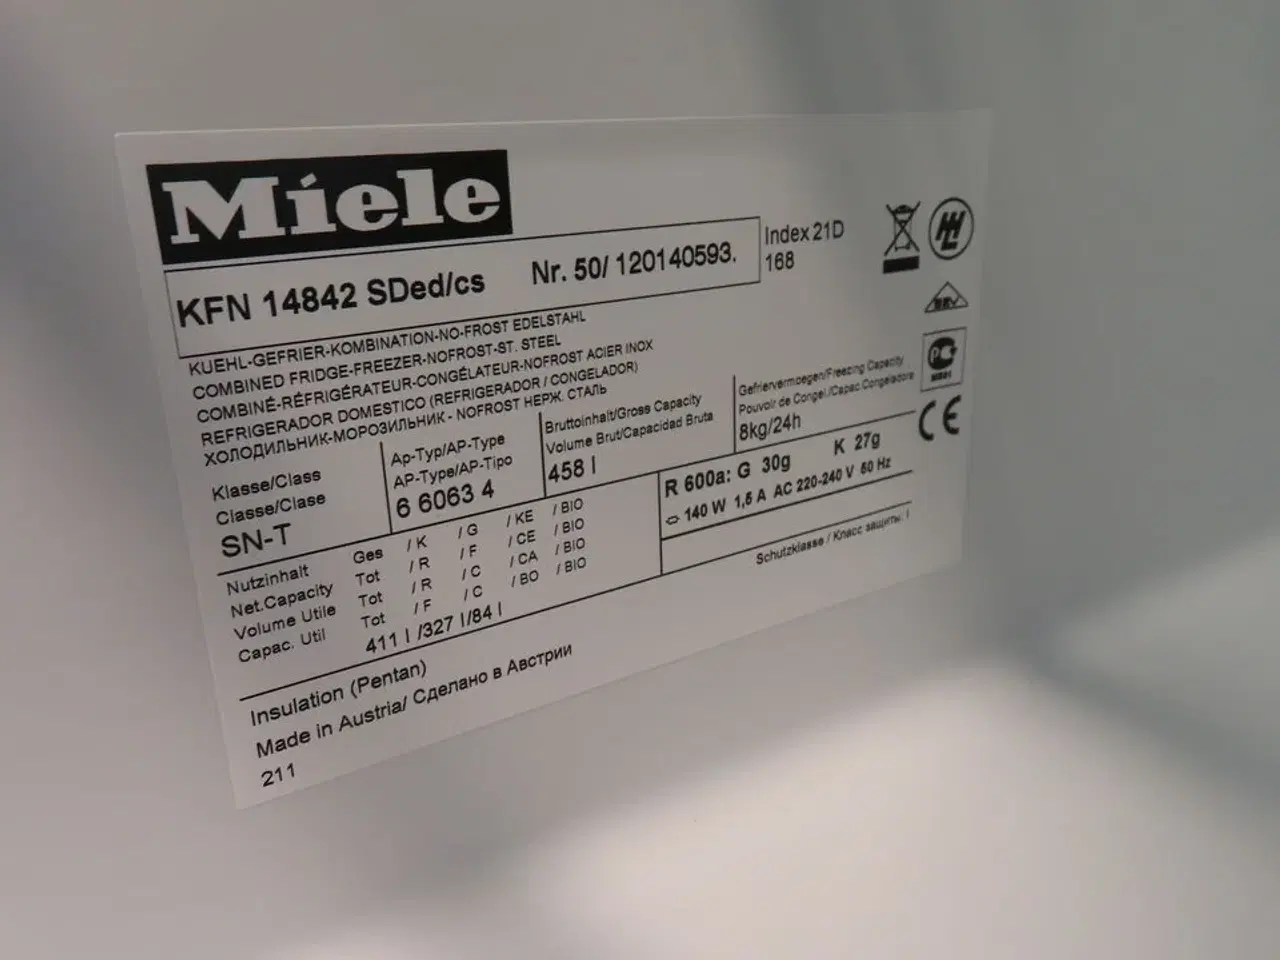 Miele
KFN 14842 SDed/cs Nr. 50/ 120140593.
Index 21D
168
KUEHL-GEFRIER-KOMBINATION-NO-FROST EDELSTAHL
COMBINED FRIDGE-FREEZER-NOFROST-ST. STEEL
COMBINÉ-RÉFRIGÉRATEUR-CONGÉLATEUR-NOFROST ACIER INOX
REFRIGERADOR DOMESTICO (REFRIGERADOR / CONGELADOR)
ХОЛОДИЛЬНИК-МОРОЗИЛЬНИК - NOFROST НЕРЖ. СТАЛЬ
Klasse/Class
Classe/Clase
SN-T
Ap-Typ/AP-Type
AP-Type/AP-Tipo
6 6063 4
Bruttoinhalt/Gross Capacity
Volume Brut/Capacidad Bruta
458 l
Gefriervermoegen/Freezing Capacity
Pouvoir de Congel./Capac.Congeladora
8kg/24h
Nutzinhalt Ges /K /G /KE /BIO
Net.Capacity Tot /R /F /CE /BIO
Volume Utile Tot /R /C /CA /BIO
Capac. Util Tot /F /C /BO /BIO
411 l /327 l/84 l
R 600a: G 30g K 27g
140 W 1,5 A AC 220-240 V 50 Hz
Schutzklasse / Класс защиты: I
Insulation (Pentan)
Made in Austria/ Сделано в Австрии
211
CE